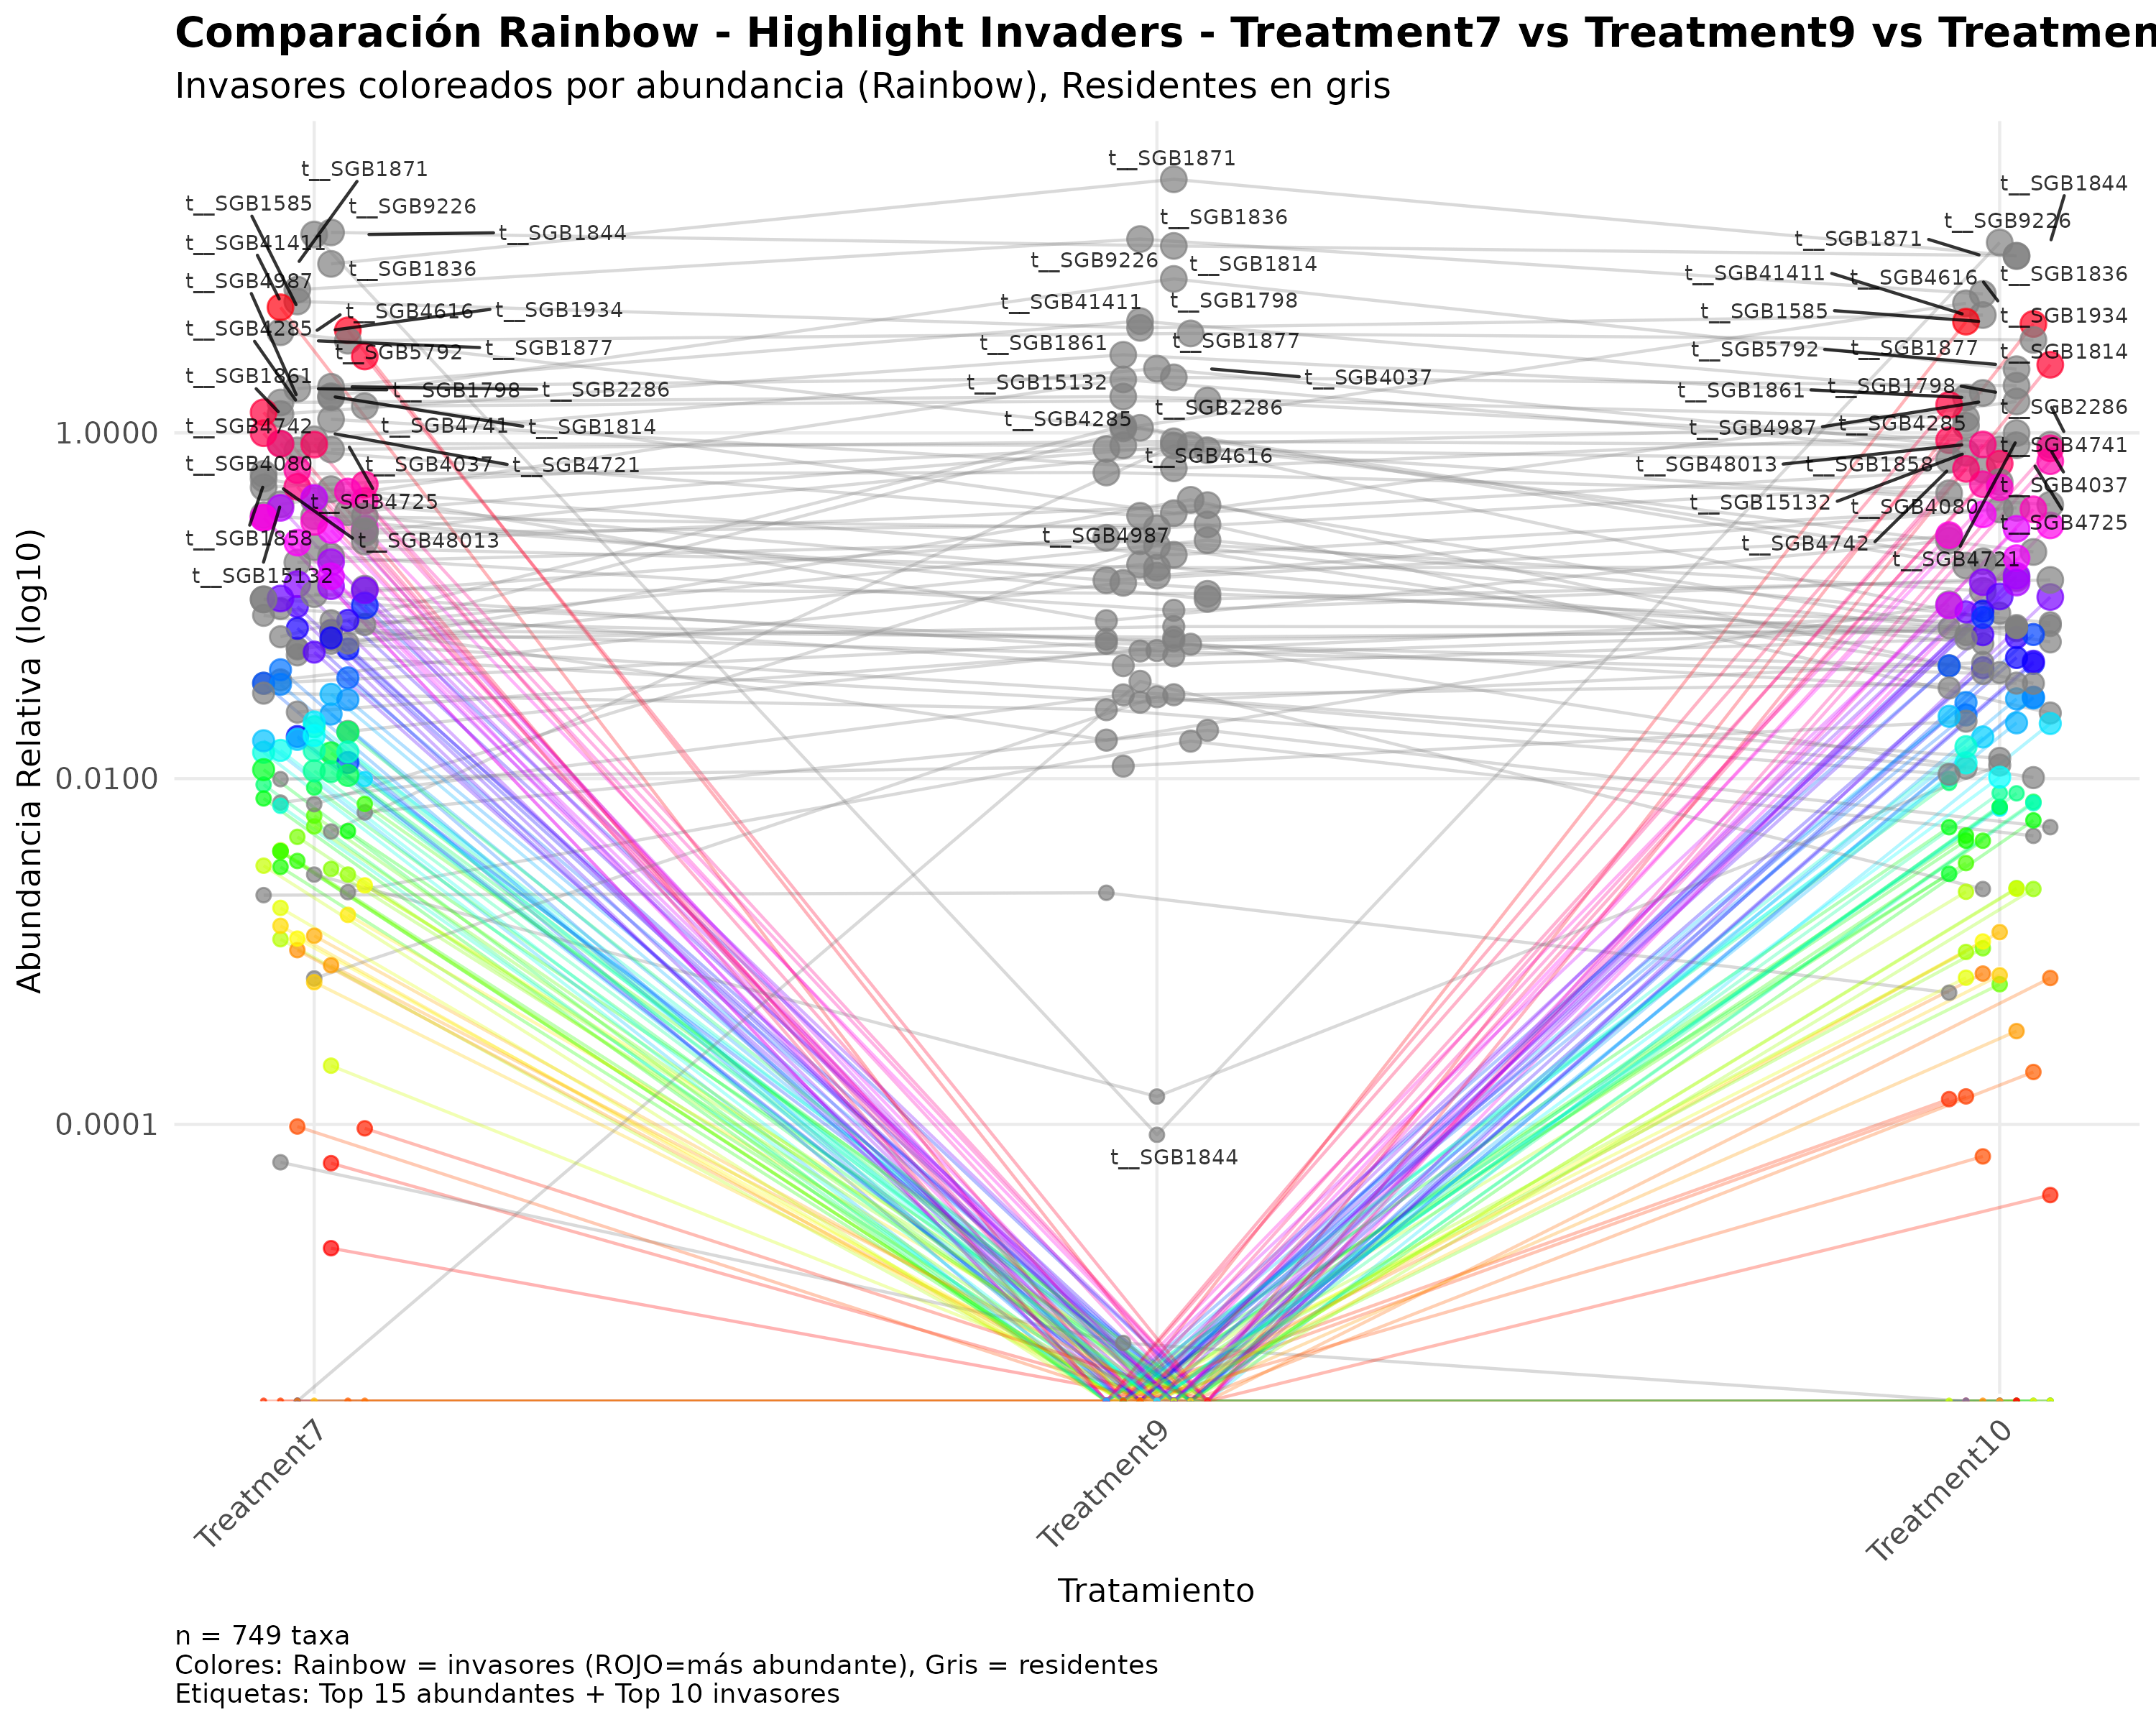 Comparación Rainbow - Highlight Invaders - Treatment7 vs Treatment9 vs Treatmen
Invasores coloreados por abundancia (Rainbow), Residentes en gris
Abundancia Relativa (log10)
1.0000
0.0100
0.0001
t__SGB1871
t__SGB1585
t__SGB9226
t__SGB1844
t__SGB41411
t__SGB1836
t__SGB4987
t__SGB4616
t__SGB1934
t__SGB4285
t__SGB1877
t__SGB5792
t__SGB1861
t__SGB1798
t__SGB2286
t__SGB4742
t__SGB4741
t__SGB1814
t__SGB4080
t__SGB4037
t__SGB4721
t__SGB4725
t__SGB1858
t__SGB48013
t__SGB15132
t__SGB1871
t__SGB1836
t__SGB9226
t__SGB1814
t__SGB41411
t__SGB1798
t__SGB1861
t__SGB1877
t__SGB15132
t__SGB4037
t__SGB4285
t__SGB2286
t__SGB4616
t__SGB4987
t__SGB1844
t__SGB1844
t__SGB9226
t__SGB1871
t__SGB41411
t__SGB4616
t__SGB1836
t__SGB1585
t__SGB1934
t__SGB5792
t__SGB1877
t__SGB1814
t__SGB1861
t__SGB1798
t__SGB2286
t__SGB4987
t__SGB4285
t__SGB4741
t__SGB48013
t__SGB1858
t__SGB4037
t__SGB15132
t__SGB4080
t__SGB4725
t__SGB4742
t__SGB4721
Treatment7
Treatment9
Treatment10
Tratamiento
n = 749 taxa
Colores: Rainbow = invasores (ROJO=más abundante), Gris = residentes
Etiquetas: Top 15 abundantes + Top 10 invasores